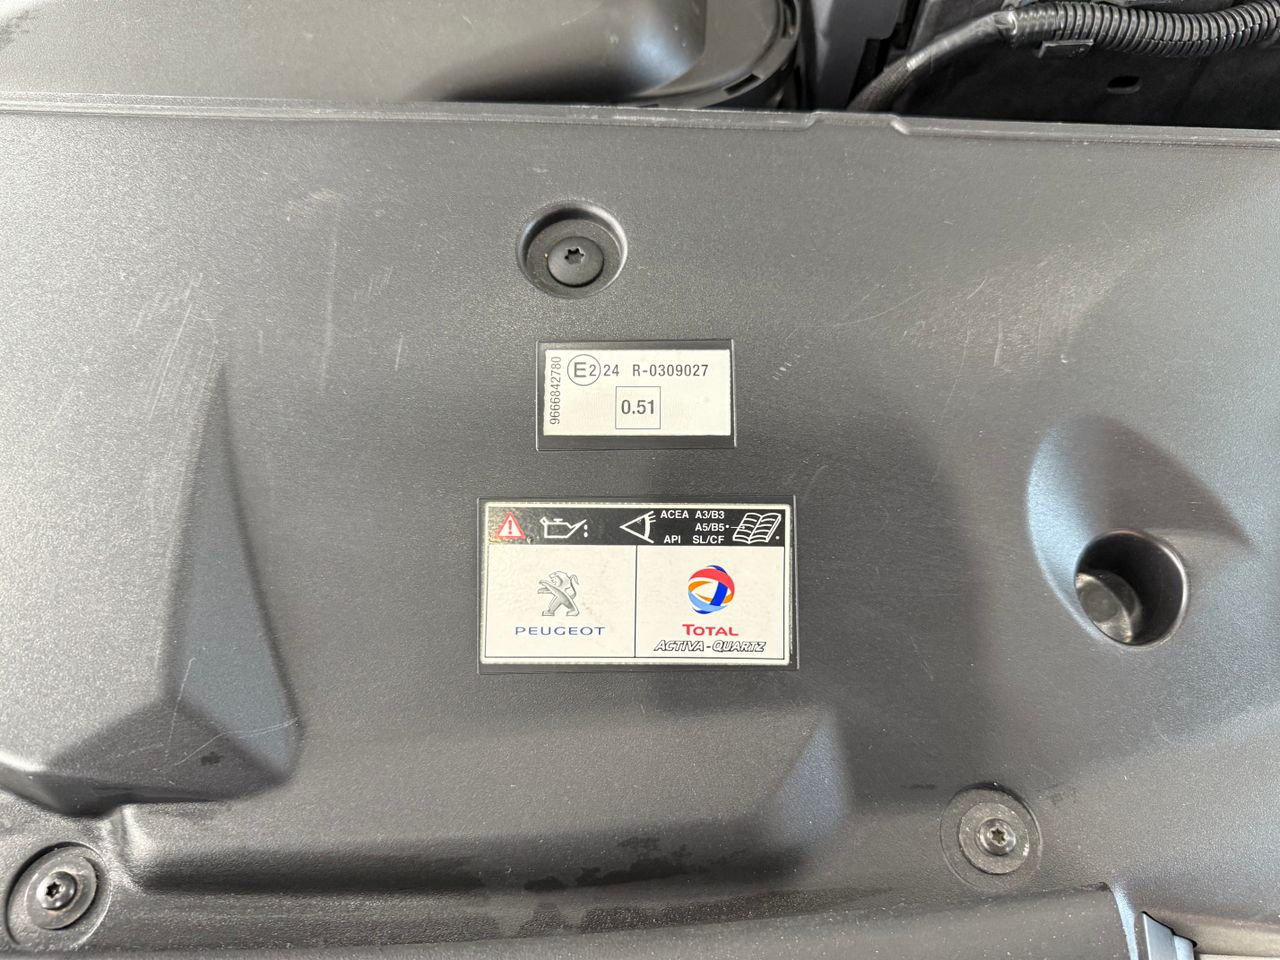 9666842780
E2 24 R-0309027
0.51
ACEA A3/B3
A5/B5*
API SL/CF
PEUGEOT
TOTAL
ACTIVA-QUARTZ